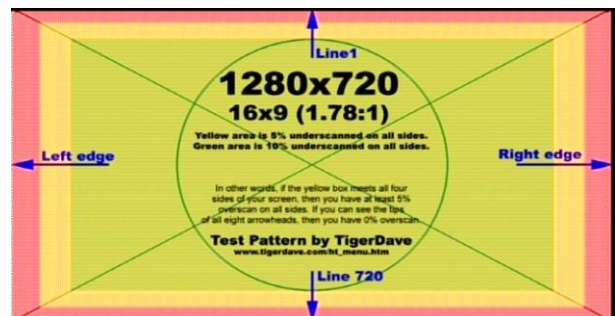 Line1
1280x720
16x9 (1.78:1)
Yellow area is 5% underscanned on all sides.
Green area is 10% underscanned on all sides.
Left edge
Right edge
In other words, if the yellow box meets all four
sides of your screen, then you have at least 5%
overscan on all sides. If you can see the tips
of all eight arrowheads, then you have 0% overscan.
Test Pattern by TigerDave
www.tigerdave.com/ht_menu.htm
Line 720